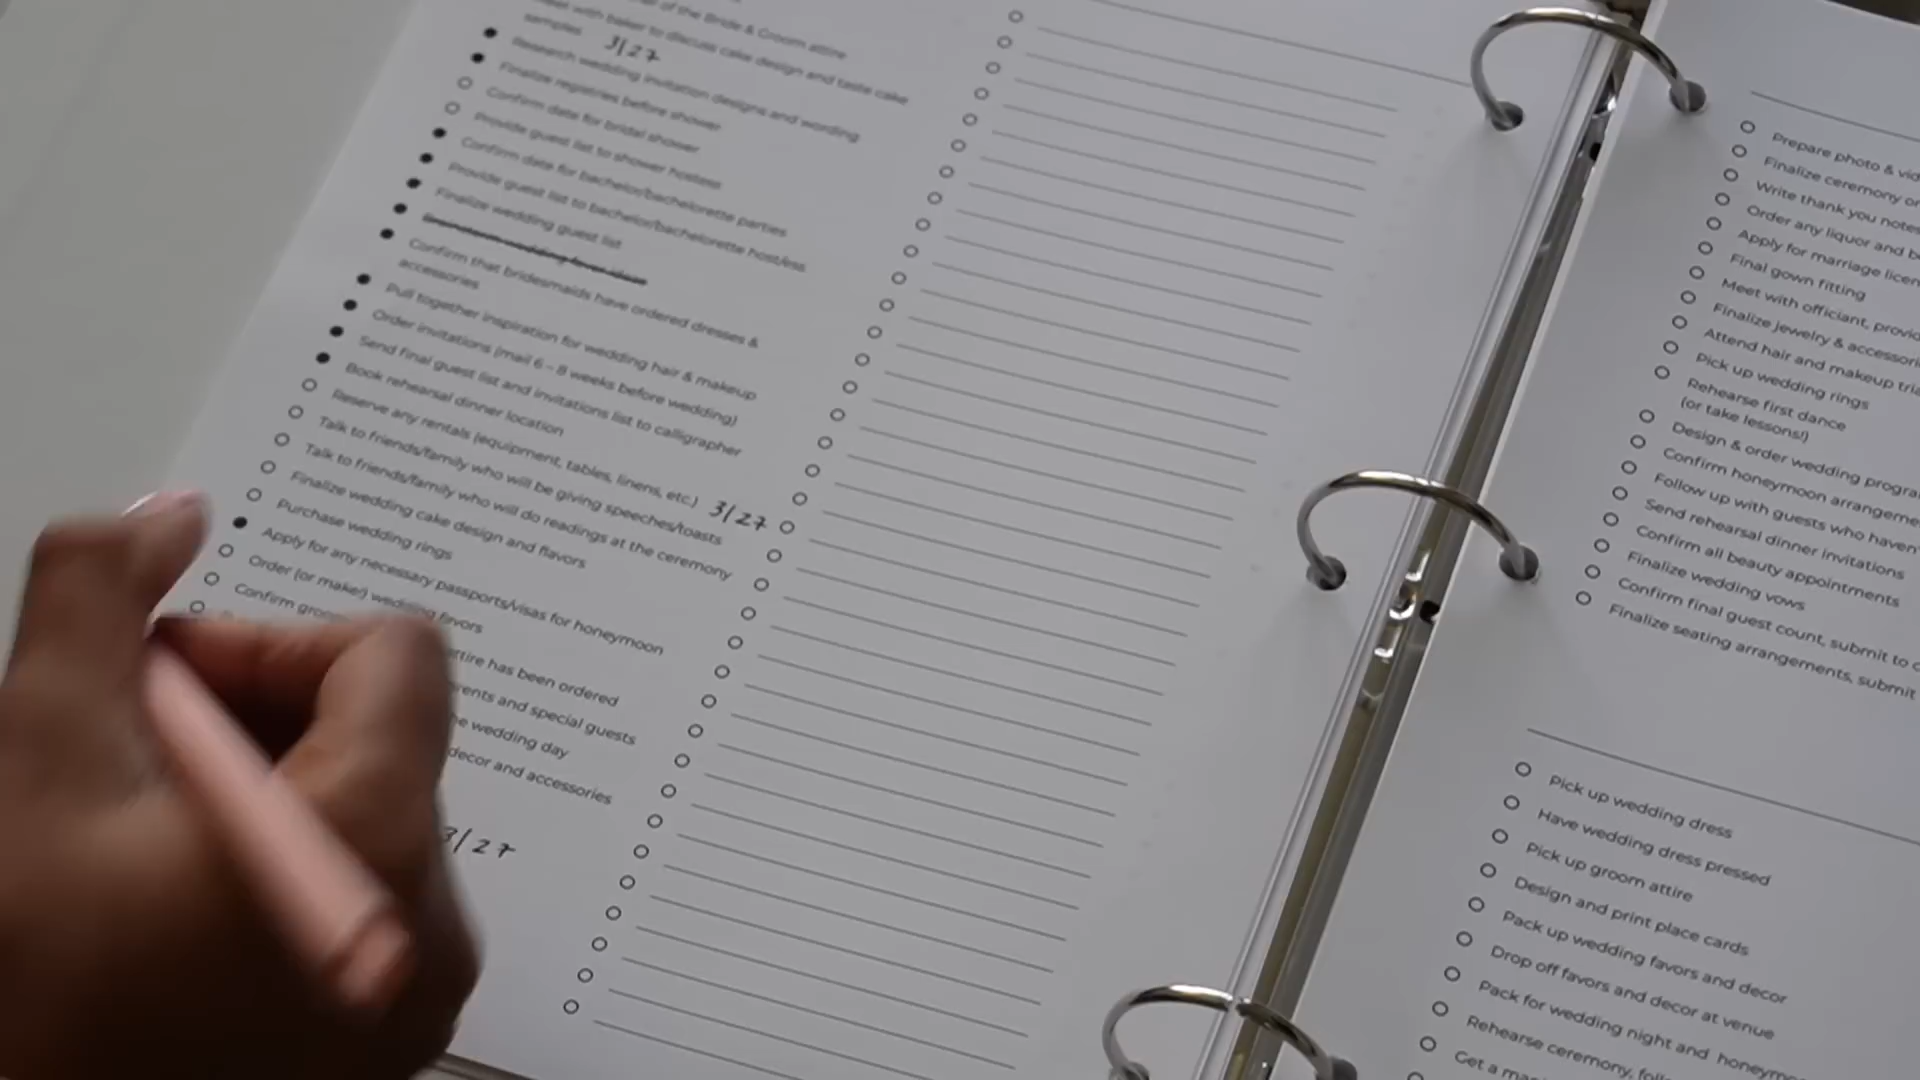 of the Bride & Groom attire
with baker to discuss cake design and taste cake
samples 3/27
Research wedding invitation designs and wording
Finalize registries before shower
Confirm date for bridal shower
Provide guest list to shower hostess
Confirm date for bachelor/bachelorette parties
Provide guest list to bachelor/bachelorette host/ess
Finalize wedding guest list
Confirm that bridesmaids have ordered dresses &
accessories
Pull together inspiration for wedding hair & makeup
Order invitations (mail 6 – 8 weeks before wedding)
Send final guest list and invitations list to calligrapher
Book rehearsal dinner location
Reserve any rentals (equipment, tables, linens, etc.) 3/27
Talk to friends/family who will be giving speeches/toasts
Talk to friends/family who will do readings at the ceremony
Finalize wedding cake design and flavors
Purchase wedding rings
Apply for any necessary passports/visas for honeymoon
Order (or make!) wedding favors
Confirm attire has been ordered
and special guests
wedding day
decor and accessories
3/27
Prepare photo &
Finalize ceremony
Write thank you notes
Order any liquor and
Apply for marriage
Final gown fitting
Meet with officiant,
Finalize jewelry &
Attend hair and makeup
Pick up wedding rings
Rehearse first dance
(or take lessons!)
Design & order wedding
Confirm honeymoon
Follow up with guests who
Send rehearsal dinner invitations
Confirm all beauty appointments
Finalize wedding vows
Confirm final guest count, submit to
Finalize seating arrangements, submit
Pick up wedding dress
Have wedding dress pressed
Pick up groom attire
Design and print place cards
Pack up wedding favors and decor
Drop off favors and decor at venue
Pack for wedding night and
Rehearse ceremony,
Get a